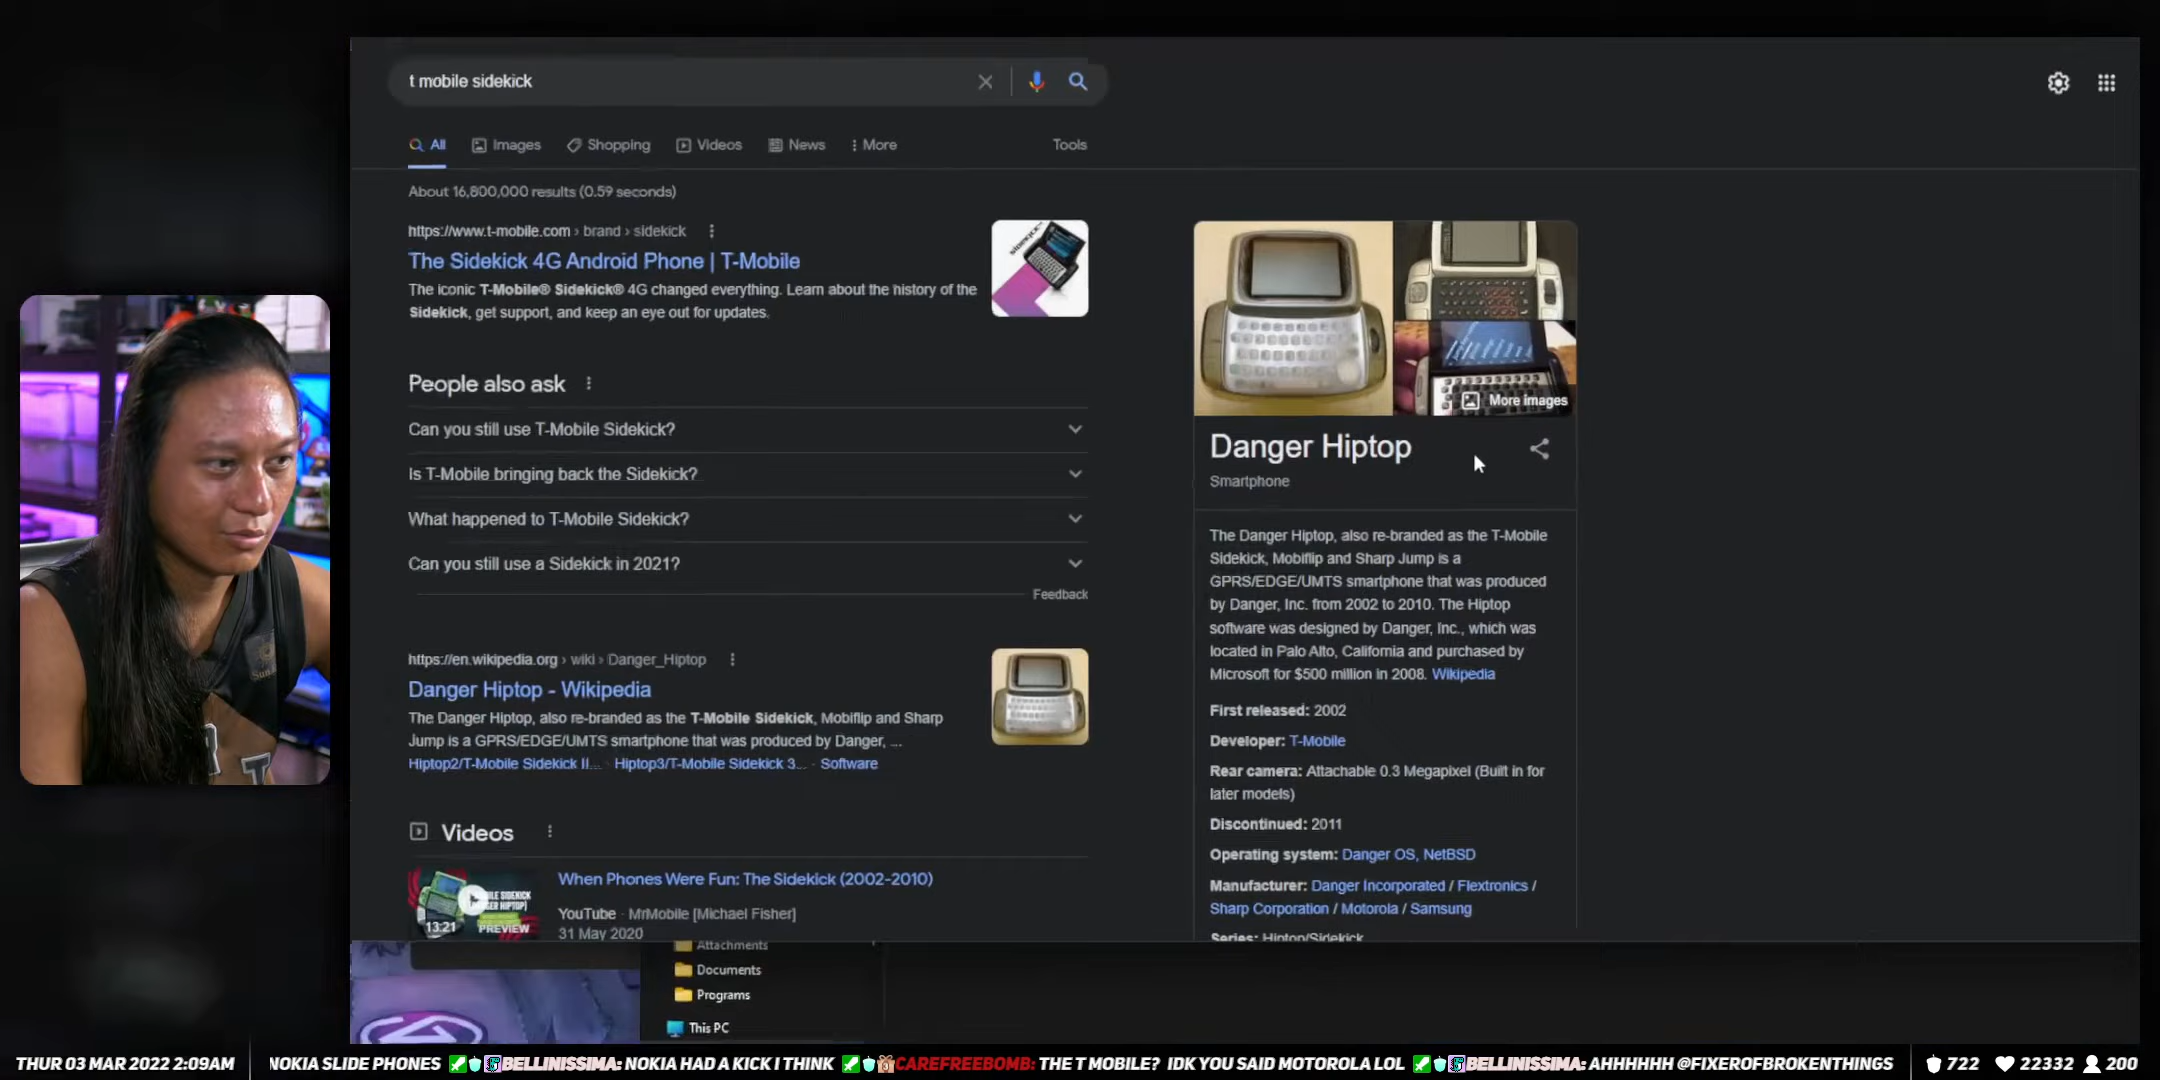 t mobile sidekick
All
Images
Shopping
Videos
News
More
Tools
About 16,800,000 results (0.59 seconds)
https://www.t-mobile.com › brand › sidekick
The Sidekick 4G Android Phone | T-Mobile
The iconic T-Mobile® Sidekick® 4G changed everything. Learn about the history of the
Sidekick, get support, and keep an eye out for updates.
People also ask
Can you still use T-Mobile Sidekick?
Is T-Mobile bringing back the Sidekick?
What happened to T-Mobile Sidekick?
Can you still use a Sidekick in 2021?
Feedback
https://en.wikipedia.org › wiki › Danger_Hiptop
Danger Hiptop - Wikipedia
The Danger Hiptop, also re-branded as the T-Mobile Sidekick, Mobiflip and Sharp
Jump is a GPRS/EDGE/UMTS smartphone that was produced by Danger, ...
Hiptop2/T-Mobile Sidekick II... · Hiptop3/T-Mobile Sidekick 3... · Software
Videos
When Phones Were Fun: The Sidekick (2002-2010)
YouTube · MrMobile [Michael Fisher]
31 May 2020
13:21
PREVIEW
More images
Danger Hiptop
Smartphone
The Danger Hiptop, also re-branded as the T-Mobile
Sidekick, Mobiflip and Sharp Jump is a
GPRS/EDGE/UMTS smartphone that was produced
by Danger, Inc. from 2002 to 2010. The Hiptop
software was designed by Danger, Inc., which was
located in Palo Alto, California and purchased by
Microsoft for $500 million in 2008. Wikipedia
First released: 2002
Developer: T-Mobile
Rear camera: Attachable 0.3 Megapixel (Built in for
later models)
Discontinued: 2011
Operating system: Danger OS, NetBSD
Manufacturer: Danger Incorporated / Flextronics /
Sharp Corporation / Motorola / Samsung
Series: Hiptop/Sidekick
Attachments
Documents
Programs
This PC
THUR 03 MAR 2022 2:09AM
NOKIA SLIDE PHONES BELLINISSIMA: NOKIA HAD A KICK I THINK CAREFREEBOMB: THE T MOBILE? IDK YOU SAID MOTOROLA LOL BELLINISSIMA: AHHHHHH @FIXEROFBROKENTHINGS
722 22332 200